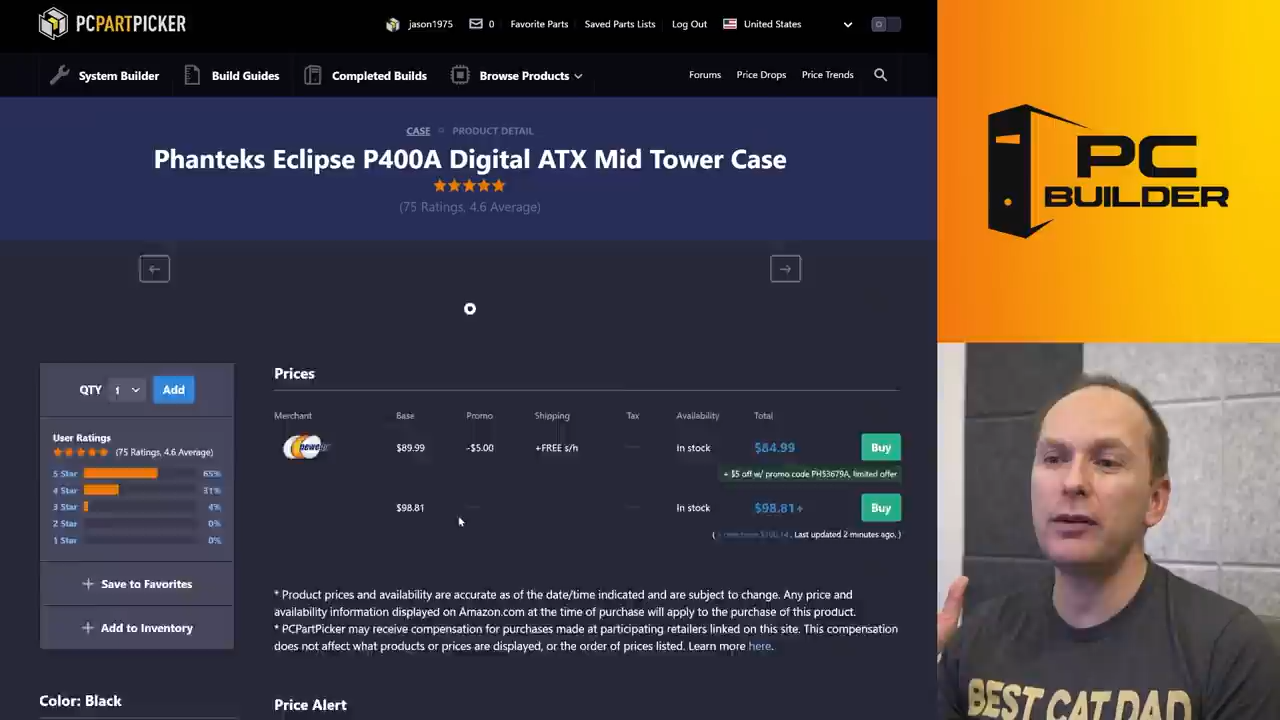 PCPARTPICKER
jason1975
0
Favorite Parts
Saved Parts Lists
Log Out
United States
System Builder
Build Guides
Completed Builds
Browse Products
Forums
Price Drops
Price Trends
CASE
PRODUCT DETAIL
Phanteks Eclipse P400A Digital ATX Mid Tower Case
(75 Ratings, 4.6 Average)
PC
BUILDER
QTY 1 Add
User Ratings
(75 Ratings, 4.6 Average)
5 Star 65%
4 Star 31%
3 Star 4%
2 Star 0%
1 Star 0%
+ Save to Favorites
+ Add to Inventory
Color: Black
Prices
Merchant Base Promo Shipping Tax Availability Total
$89.99 -$5.00 +FREE s/h In stock $84.99 Buy
+ $5 off w/ promo code PHS3679A, limited offer
$98.81 In stock $98.81+ Buy
Last updated 2 minutes ago. )
* Product prices and availability are accurate as of the date/time indicated and are subject to change. Any price and
availability information displayed on Amazon.com at the time of purchase will apply to the purchase of this product.
* PCPartPicker may receive compensation for purchases made at participating retailers linked on this site. This compensation
does not affect what products or prices are displayed, or the order of prices listed. Learn more here.
Price Alert
BEST CAT DAD